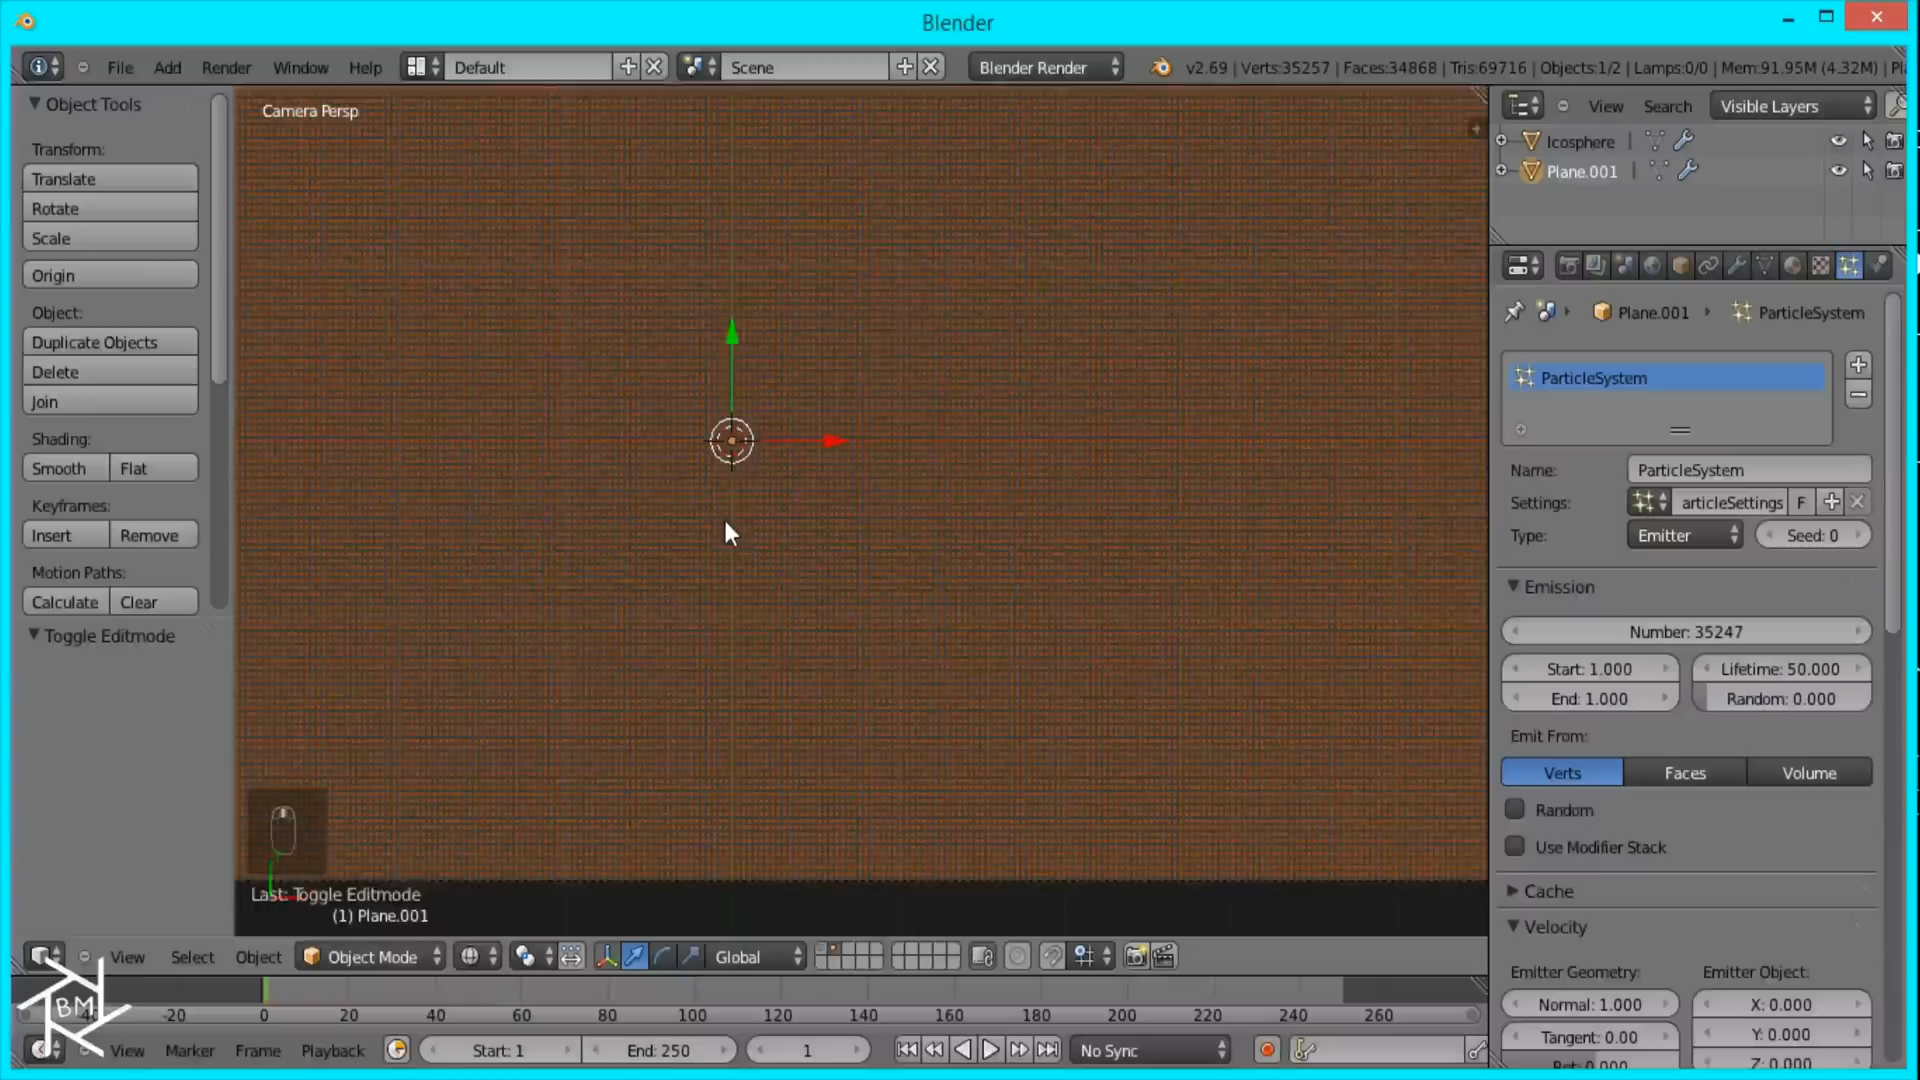 Blender
File Add Render Window Help Default Scene Blender Render v2.69 | Verts:35257 | Faces:34868 | Tris:69716 | Objects:1/2 | Lamps:0/0 | Mem:91.95M (4.32M) | Pl
Object Tools
Transform:
Translate
Rotate
Scale
Origin
Object:
Duplicate Objects
Delete
Join
Shading:
Smooth Flat
Keyframes:
Insert Remove
Motion Paths:
Calculate Clear
Toggle Editmode
Camera Persp
Last: Toggle Editmode
(1) Plane.001
View Search Visible Layers
Icosphere
Plane.001
Plane.001 ParticleSystem
ParticleSystem
Name: ParticleSystem
Settings: articleSettings F
Type: Emitter Seed: 0
Emission
Number: 35247
Start: 1.000 Lifetime: 50.000
End: 1.000 Random: 0.000
Emit From:
Verts Faces Volume
Random
Use Modifier Stack
Cache
Velocity
Emitter Geometry: Emitter Object:
Normal: 1.000 X: 0.000
Tangent: 0.00 Y: 0.000
Rot: 0.000 Z: 0.000
View Select Object Object Mode Global
BM
-20 0 20 40 60 80 100 120 140 160 180 200 220 240 260
View Marker Frame Playback Start: 1 End: 250 1 No Sync